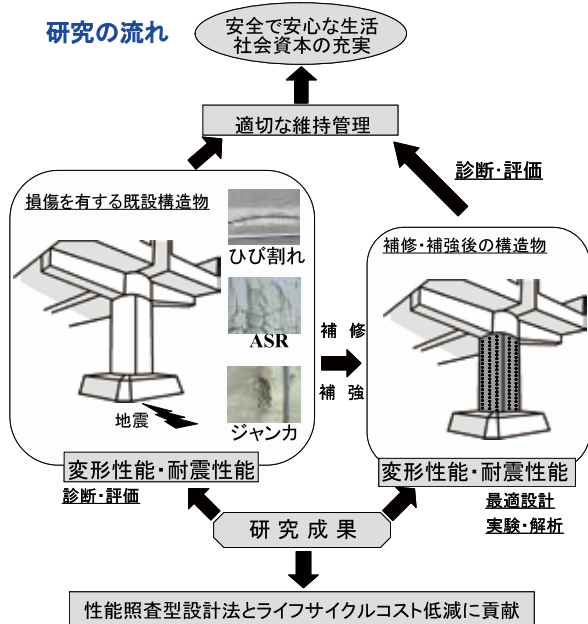 研究の流れ
安全で安心な生活
社会資本の充実
適切な維持管理
診断・評価
損傷を有する既設構造物
ひび割れ
ASR
ジャンカ
地震
補 修
補 強
補修・補強後の構造物
変形性能・耐震性能
診断・評価
変形性能・耐震性能
最適設計
実験・解析
研 究 成 果
性能照査型設計法とライフサイクルコスト低減に貢献